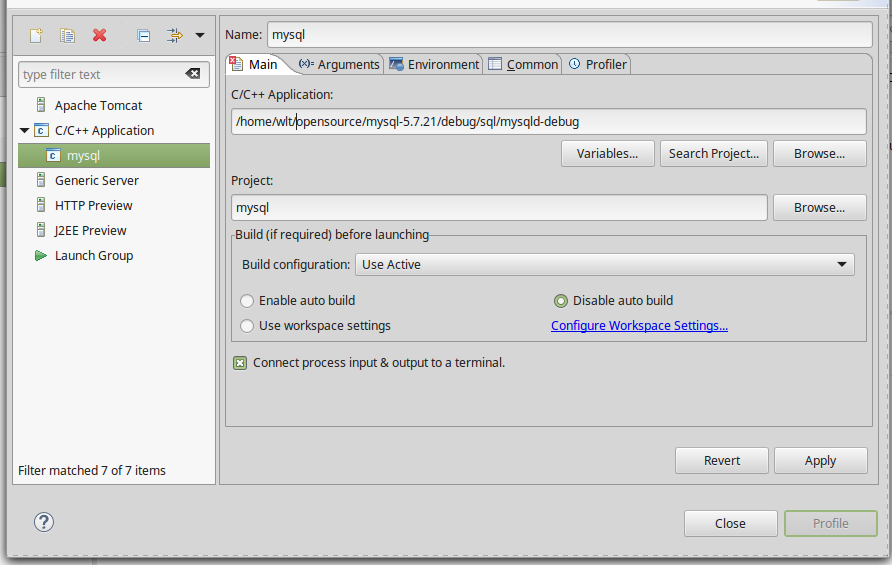 Name: mysql
type filter text
Main (x)= Arguments Environment Common Profiler
Apache Tomcat
C/C++ Application
mysql
Generic Server
HTTP Preview
J2EE Preview
Launch Group
Filter matched 7 of 7 items
C/C++ Application:
/home/wlt/opensource/mysql-5.7.21/debug/sql/mysqld-debug
Variables... Search Project... Browse...
Project:
mysql Browse...
Build (if required) before launching
Build configuration: Use Active
Enable auto build Disable auto build
Use workspace settings Configure Workspace Settings...
Connect process input & output to a terminal.
Revert Apply
Close Profile